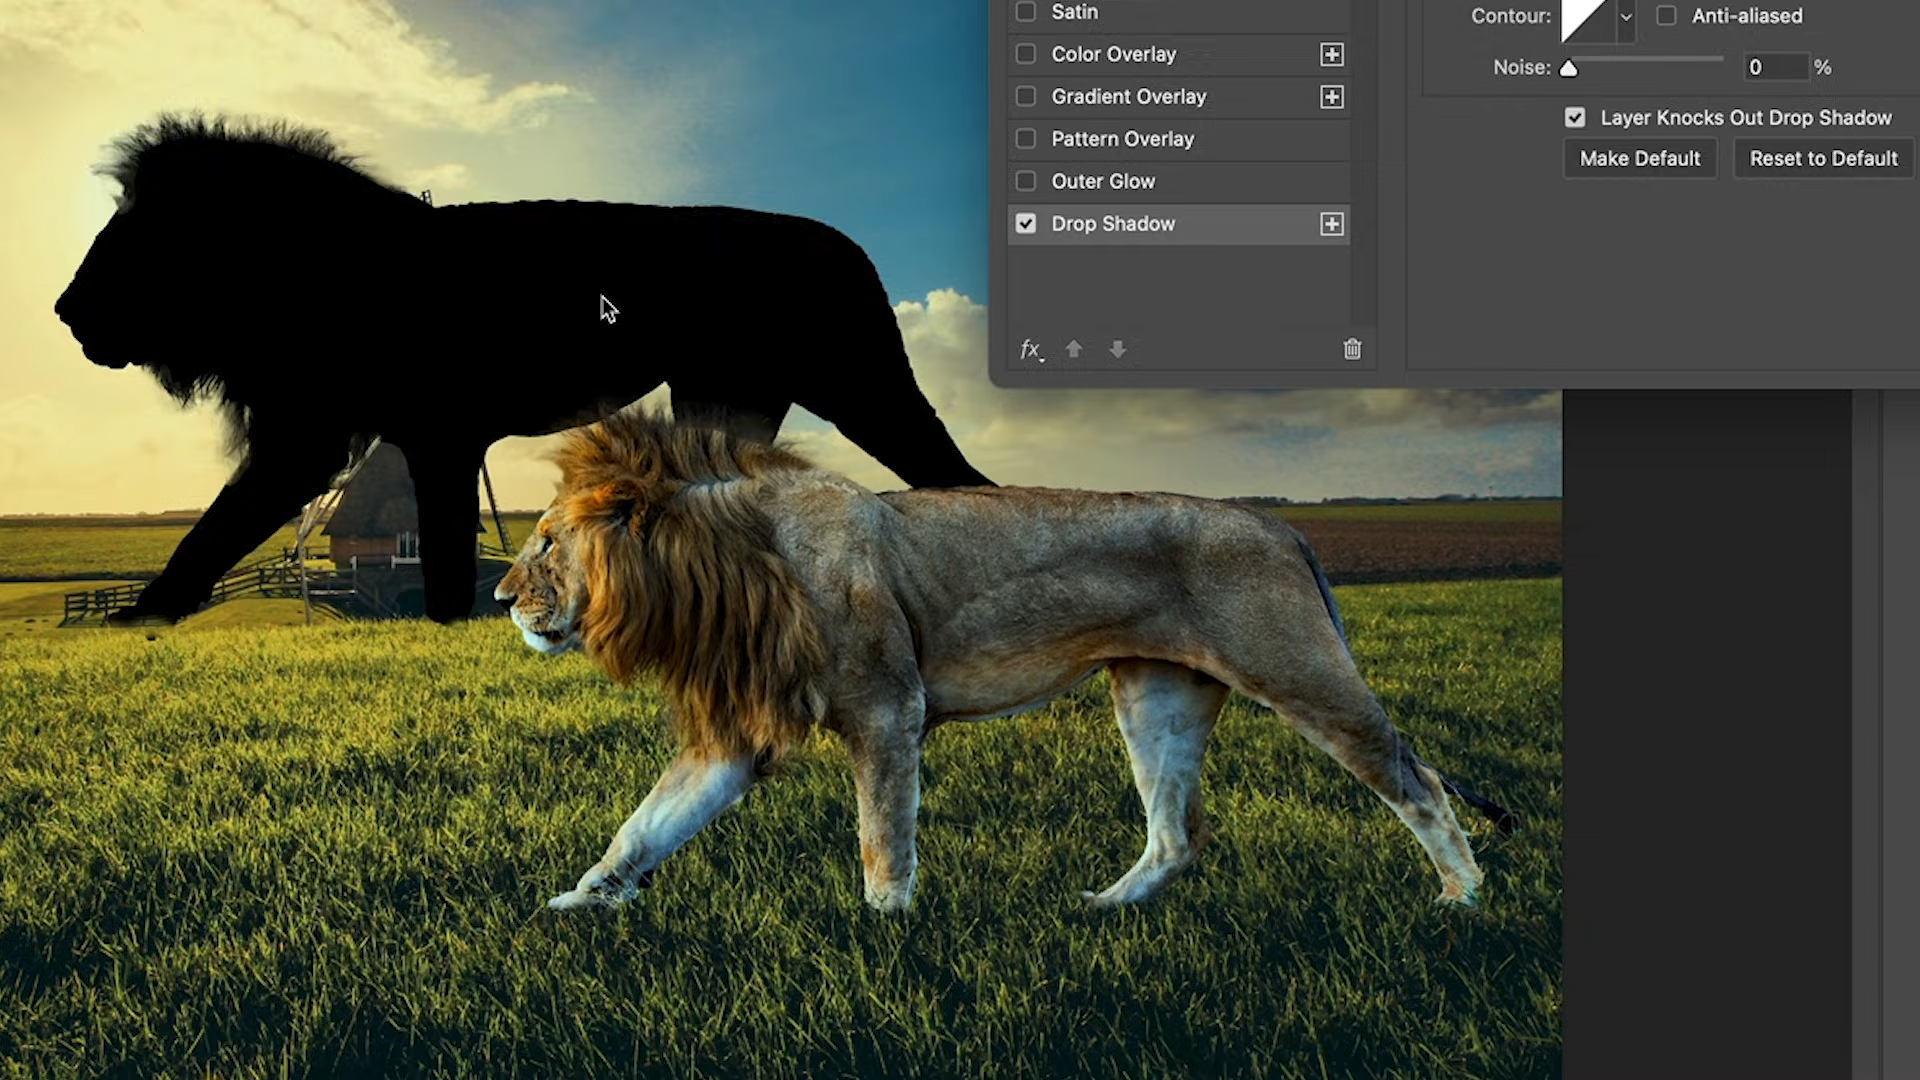 Satin
Color Overlay
Gradient Overlay
Pattern Overlay
Outer Glow
Drop Shadow
fx
Contour:
Anti-aliased
Noise:
0
%
Layer Knocks Out Drop Shadow
Make Default
Reset to Default